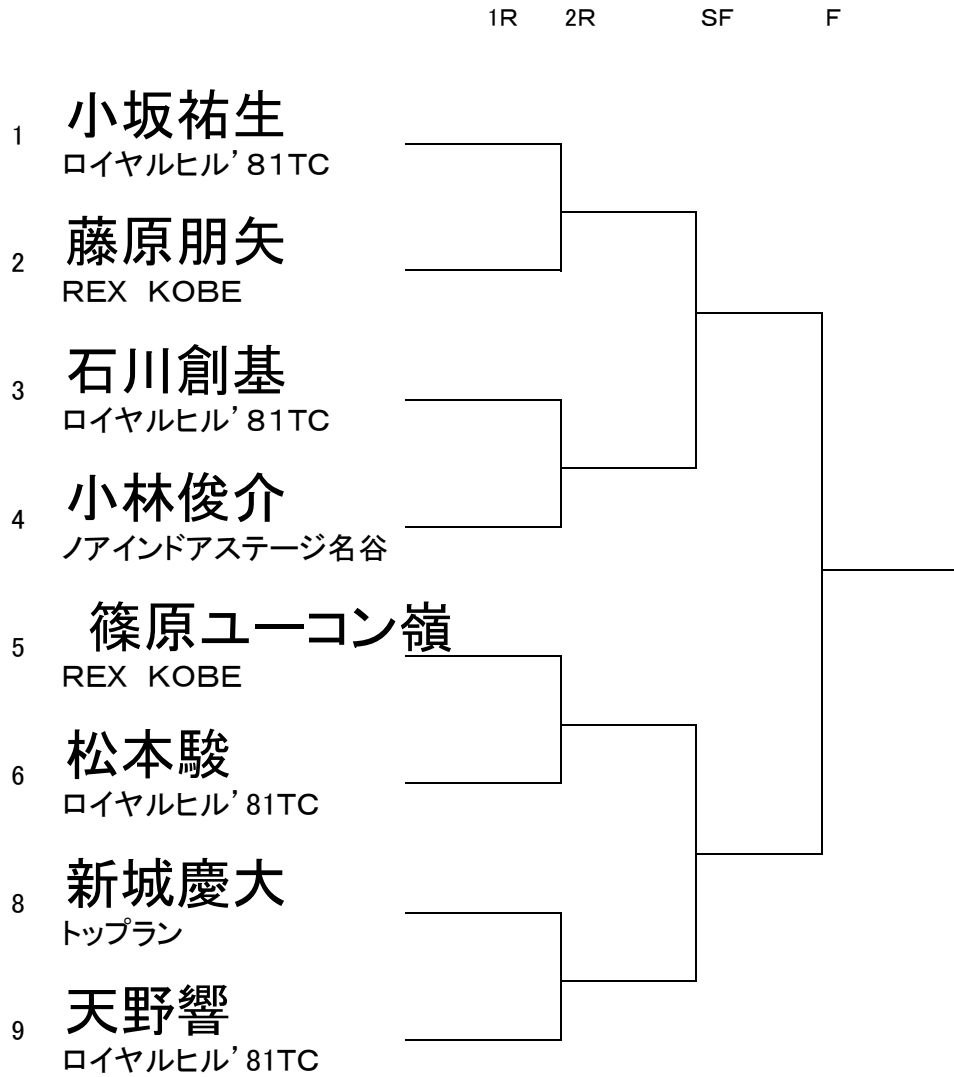 1R 2R SF F
1 小坂祐生
ロイヤルヒル’８１ＴＣ
2 藤原朋矢
ＲＥＸ　ＫＯＢＥ
3 石川創基
ロイヤルヒル’８１ＴＣ
4 小林俊介
ノアインドアステージ名谷
5 篠原ユーコン嶺
ＲＥＸ　ＫＯＢＥ
6 松本駿
ロイヤルヒル’81ＴＣ
8 新城慶大
トップラン
9 天野響
ロイヤルヒル’81ＴＣ